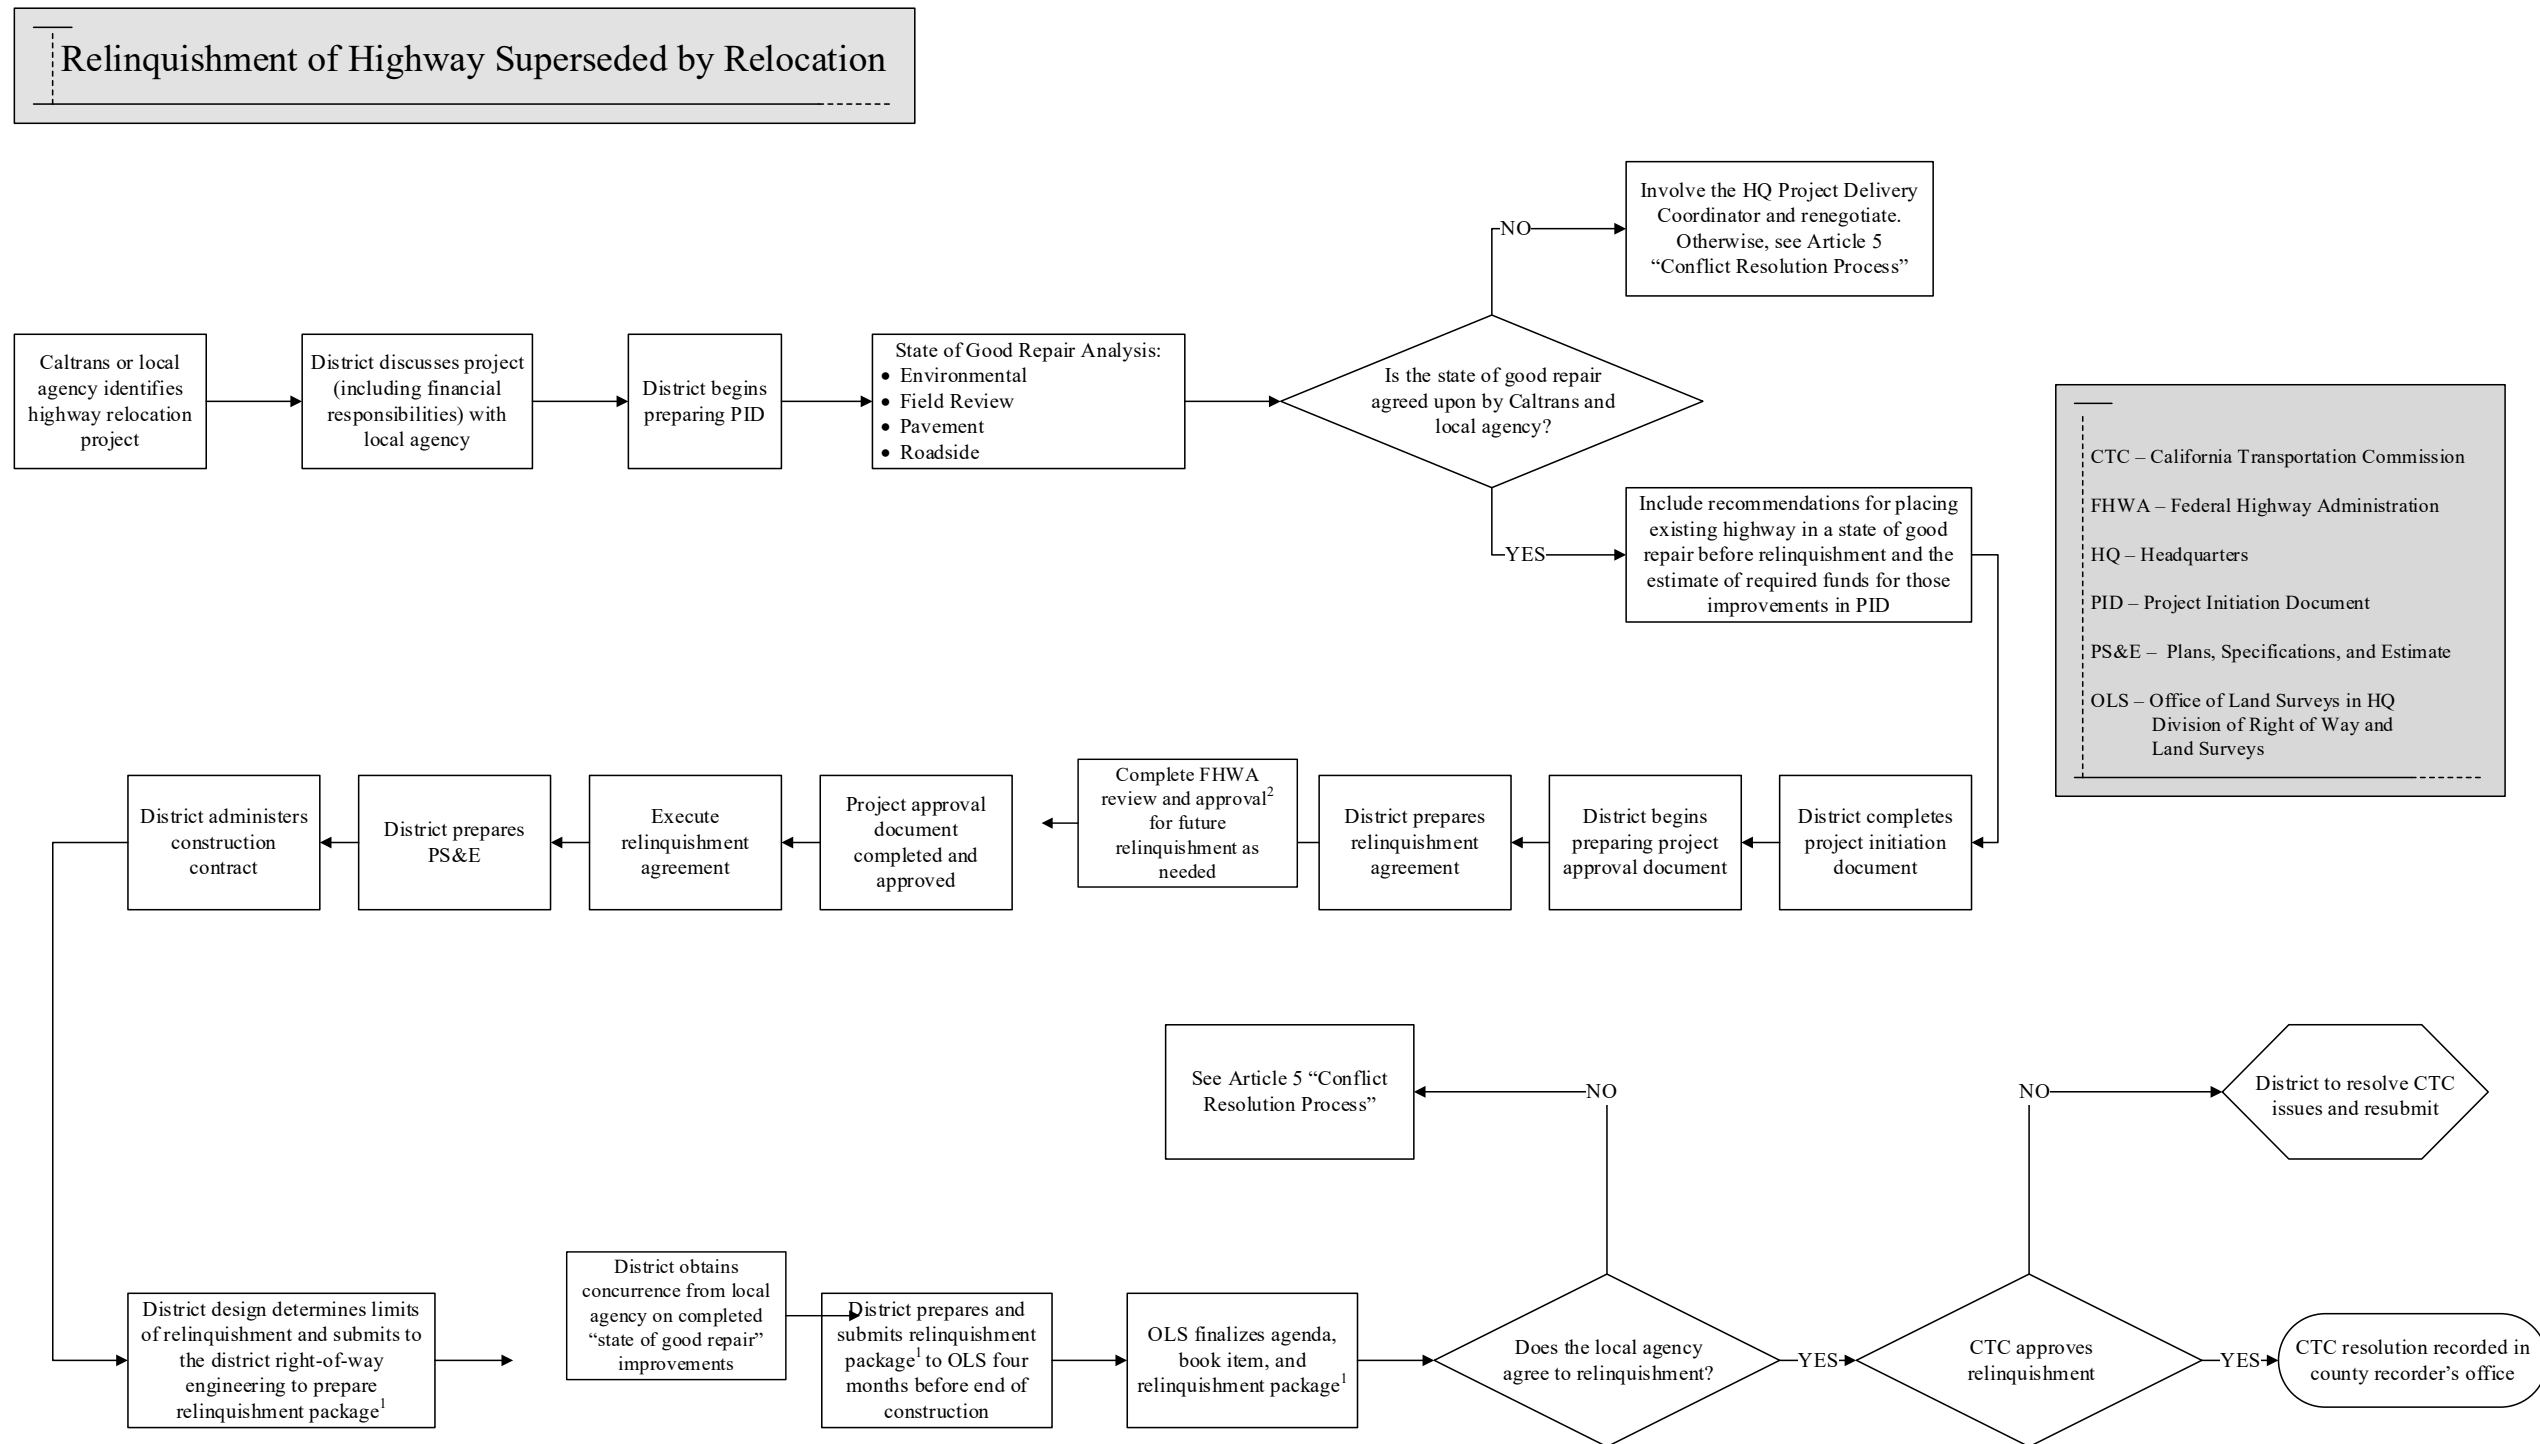 Relinquishment of Highway Superseded by Relocation
Involve the HQ Project Delivery
Coordinator and renegotiate.
Otherwise, see Article 5
“Conflict Resolution Process”
NO
Caltrans or local
agency identifies
highway relocation
project
District discusses project
(including financial
responsibilities) with
local agency
District begins
preparing PID
State of Good Repair Analysis:
• Environmental
• Field Review
• Pavement
• Roadside
Is the state of good repair
agreed upon by Caltrans and
local agency?
YES
Include recommendations for placing
existing highway in a state of good
repair before relinquishment and the
estimate of required funds for those
improvements in PID
CTC – California Transportation Commission
FHWA – Federal Highway Administration
HQ – Headquarters
PID – Project Initiation Document
PS&E – Plans, Specifications, and Estimate
OLS – Office of Land Surveys in HQ
Division of Right of Way and
Land Surveys
District completes
project initiation
document
District begins
preparing project
approval document
District prepares
relinquishment
agreement
Complete FHWA
review and approval²
for future
relinquishment as
needed
Project approval
document
completed and
approved
Execute
relinquishment
agreement
District prepares
PS&E
District administers
construction
contract
District design determines limits
of relinquishment and submits to
the district right-of-way
engineering to prepare
relinquishment package¹
District obtains
concurrence from local
agency on completed
“state of good repair”
improvements
District prepares and
submits relinquishment
package¹ to OLS four
months before end of
construction
OLS finalizes agenda,
book item, and
relinquishment package¹
Does the local agency
agree to relinquishment?
NO
See Article 5 “Conflict
Resolution Process”
YES
CTC approves
relinquishment
NO
District to resolve CTC
issues and resubmit
YES
CTC resolution recorded in
county recorder’s office